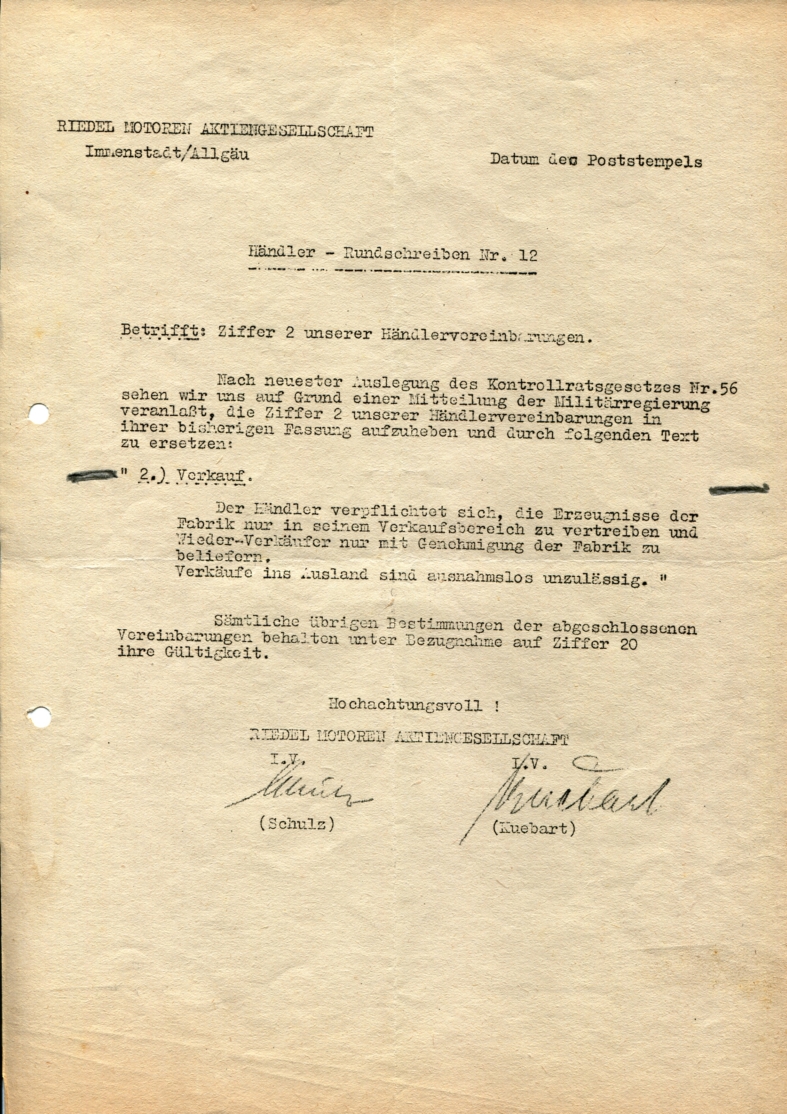 RIEDEL MOTOREN AKTIENGESELLSCHAFT
Immenstadt/Allgäu
Datum des Poststempels
Händler - Rundschreiben Nr. 12
Betrifft: Ziffer 2 unserer Händlervereinbarungen.
Nach neuester Auslegung des Kontrollratsgesetzes Nr.56
sehen wir uns auf Grund einer Mitteilung der Militärregierung
veranlaßt, die Ziffer 2 unserer Händlervereinbarungen in
ihrer bisherigen Fassung aufzuheben und durch folgenden Text
zu ersetzen:
" 2.) Verkauf.
Der Händler verpflichtet sich, die Erzeugnisse der
Fabrik nur in seinem Verkaufsbereich zu vertreiben und
Wieder-Verkäufer nur mit Genehmigung der Fabrik zu
beliefern.
Verkäufe ins Ausland sind ausnahmslos unzulässig. "
Sämtliche übrigen Bestimmungen der abgeschlossenen
Vereinbarungen behalten unter Bezugnahme auf Ziffer 20
ihre Gültigkeit.
Hochachtungsvoll !
RIEDEL MOTOREN AKTIENGESELLSCHAFT
I.V. I.V.
Schulz Kuebart
(Schulz) (Kuebart)